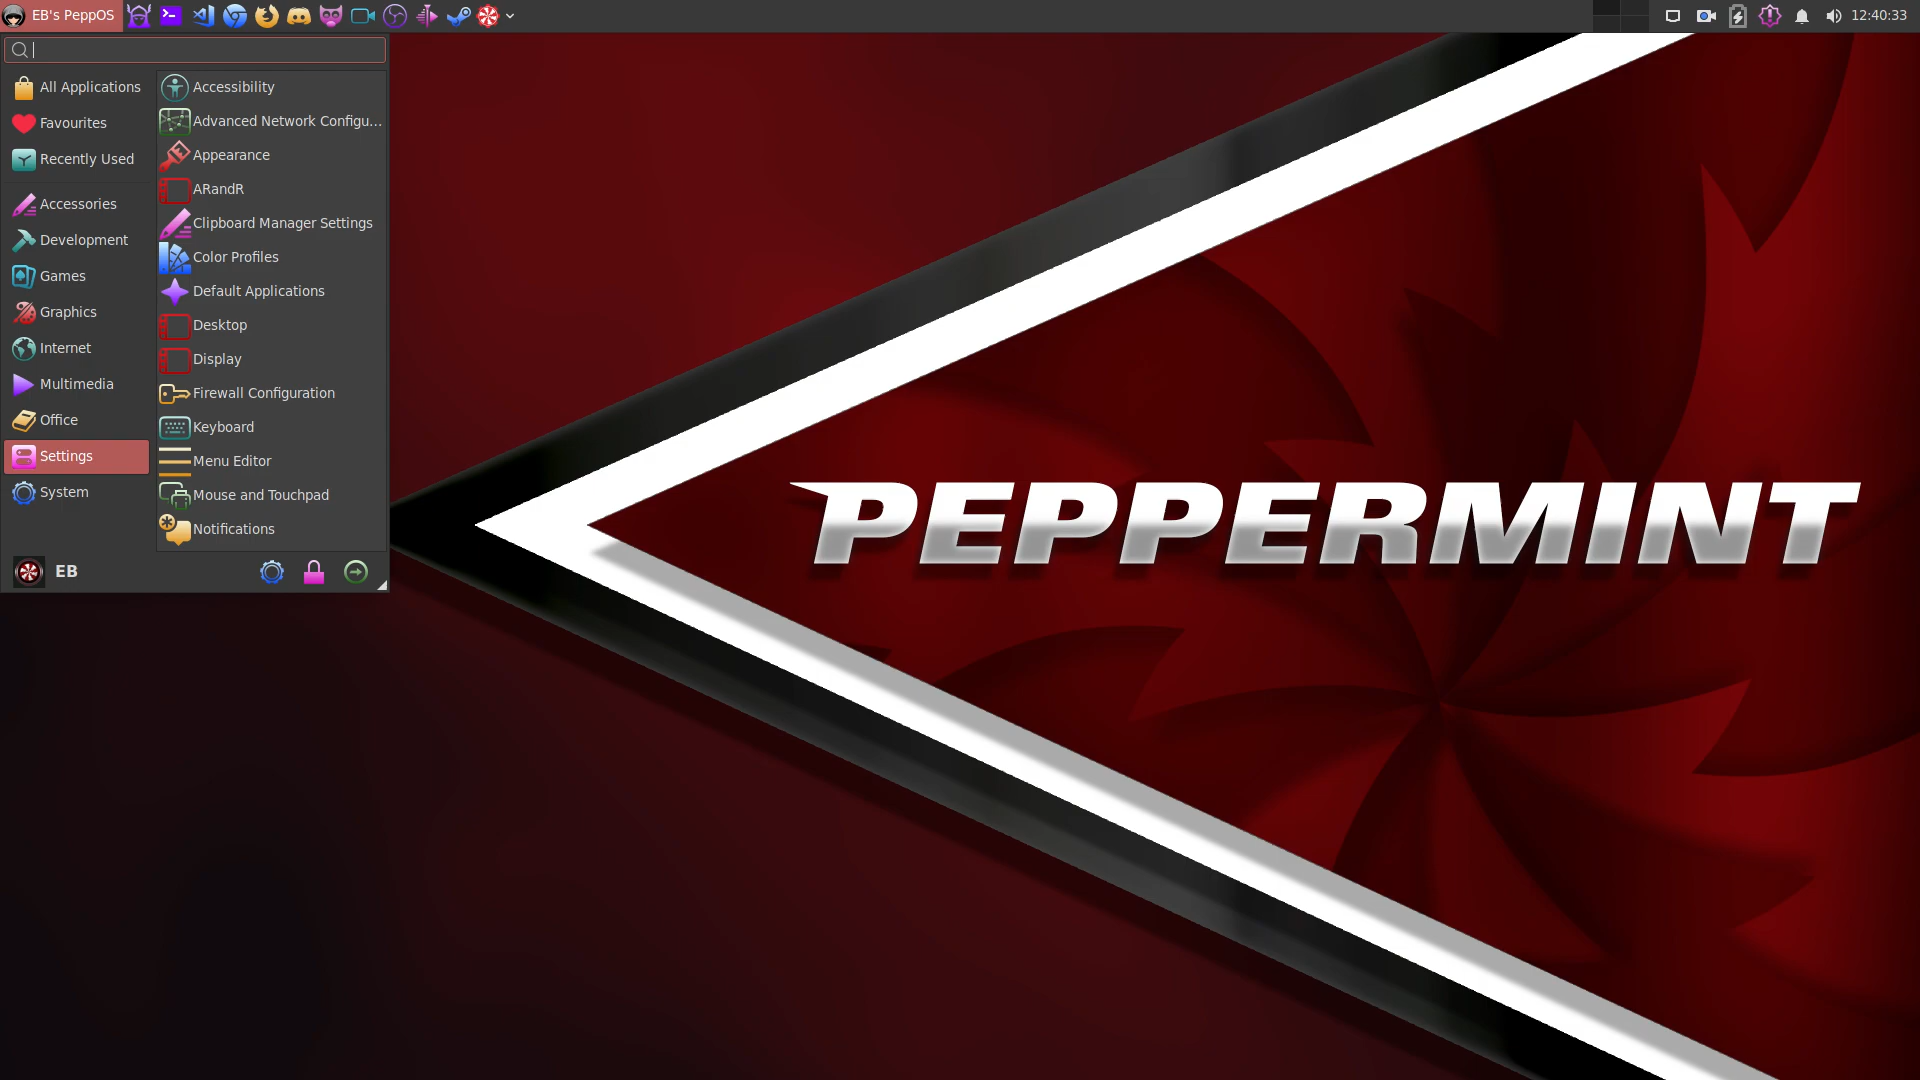 EB's PeppOS
12:40:33
All Applications
Favourites
Recently Used
Accessories
Development
Games
Graphics
Internet
Multimedia
Office
Settings
System
Accessibility
Advanced Network Configu...
Appearance
ARandR
Clipboard Manager Settings
Color Profiles
Default Applications
Desktop
Display
Firewall Configuration
Keyboard
Menu Editor
Mouse and Touchpad
Notifications
EB
PEPPERMINT